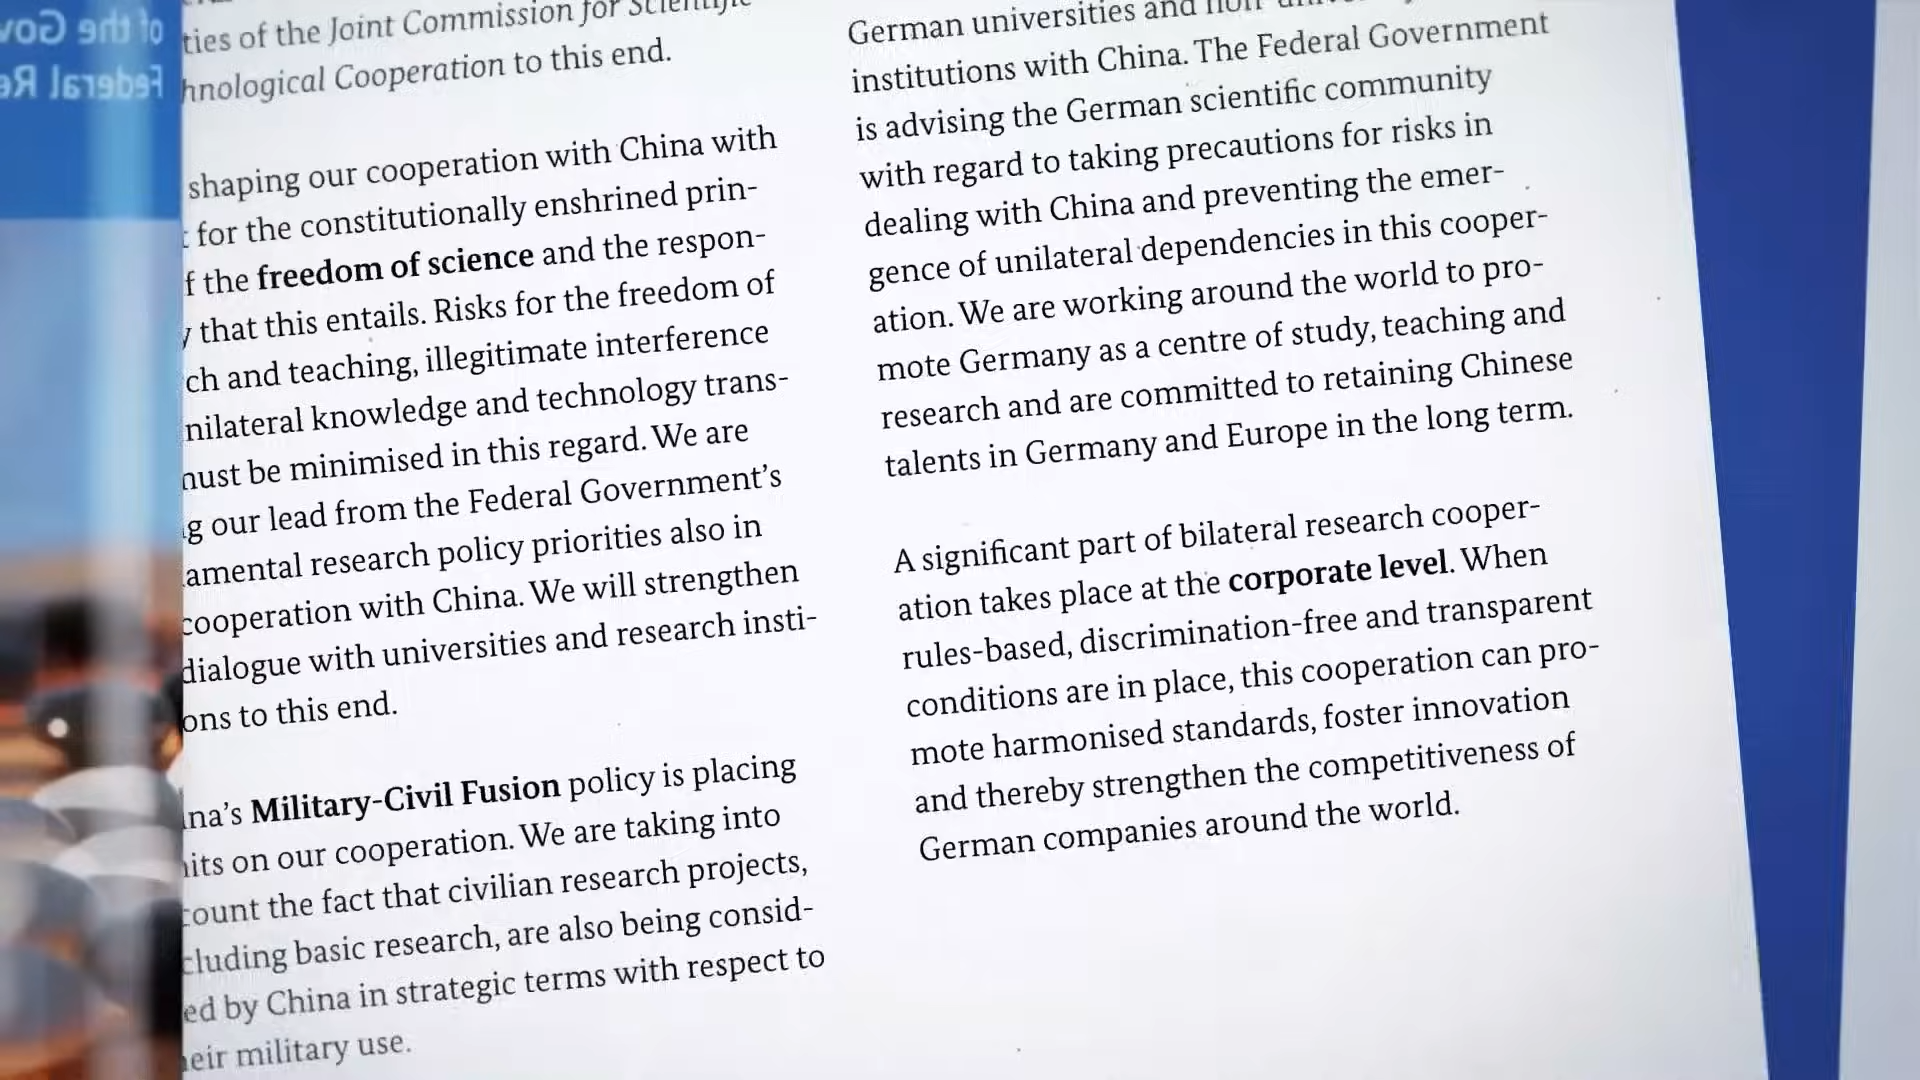 of the Gov
Federal Re
ties of the Joint Commission for Scientific
hnological Cooperation to this end.
shaping our cooperation with China with
for the constitutionally enshrined prin-
f the freedom of science and the respon-
y that this entails. Risks for the freedom of
ch and teaching, illegitimate interference
nilateral knowledge and technology trans-
must be minimised in this regard. We are
g our lead from the Federal Government's
amental research policy priorities also in
cooperation with China. We will strengthen
dialogue with universities and research insti-
ons to this end.
ina's Military-Civil Fusion policy is placing
its on our cooperation. We are taking into
count the fact that civilian research projects,
cluding basic research, are also being consid-
ed by China in strategic terms with respect to
heir military use.
German universities and
institutions with China. The Federal Government
is advising the German scientific community
with regard to taking precautions for risks in
dealing with China and preventing the emer-
gence of unilateral dependencies in this cooper-
ation. We are working around the world to pro-
mote Germany as a centre of study, teaching and
research and are committed to retaining Chinese
talents in Germany and Europe in the long term.
A significant part of bilateral research cooper-
ation takes place at the corporate level. When
rules-based, discrimination-free and transparent
conditions are in place, this cooperation can pro-
mote harmonised standards, foster innovation
and thereby strengthen the competitiveness of
German companies around the world.